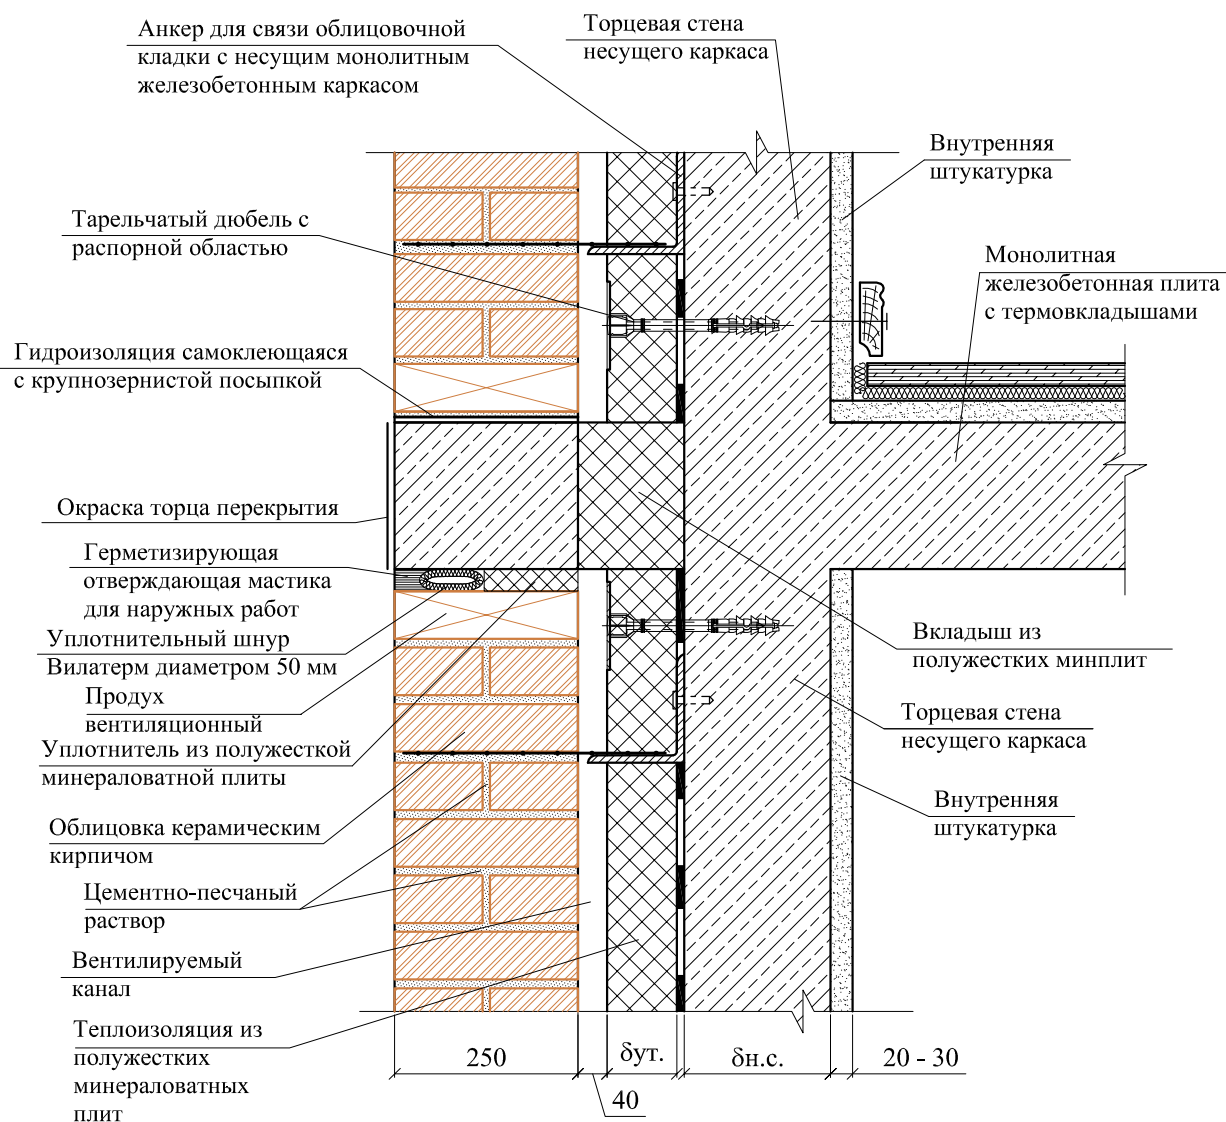 Анкер для связи облицовочной
кладки с несущим монолитным
железобетонным каркасом
Торцевая стена
несущего каркаса
Внутренняя
штукатурка
Тарельчатый дюбель с
распорной областью
Монолитная
железобетонная плита
с термовкладышами
Гидроизоляция самоклеющаяся
с крупнозернистой посыпкой
Окраска торца перекрытия
Герметизирующая
отверждающая мастика
для наружных работ
Уплотнительный шнур
Вилатерм диаметром 50 мм
Продух
вентиляционный
Уплотнитель из полужесткой
минераловатной плиты
Вкладыш из
полужестких минплит
Торцевая стена
несущего каркаса
Внутренняя
штукатурка
Облицовка керамическим
кирпичом
Цементно-песчаный
раствор
Вентилируемый
канал
Теплоизоляция из
полужестких
минераловатных
плит
250
40
δут.
δн.с.
20 - 30